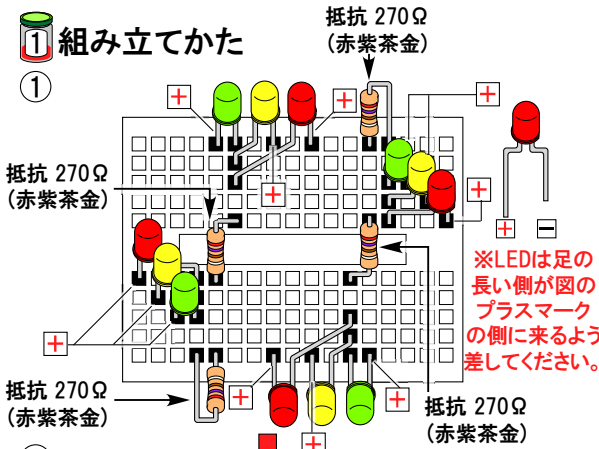 1 組み立てかた
①
抵抗 270Ω
(赤紫茶金)
+
+
+
+
抵抗 270Ω
(赤紫茶金)
+
+ −
※LEDは足の
長い側が図の
プラスマーク
の側に来るよう
差してください。
+
抵抗 270Ω
(赤紫茶金)
+
+
+
抵抗 270Ω
(赤紫茶金)